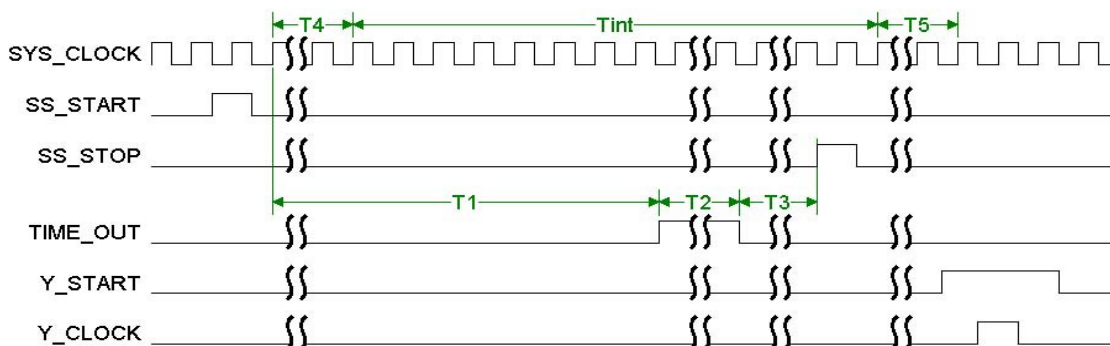 T4 Tint T5
SYS_CLOCK
SS_START
SS_STOP
T1 T2 T3
TIME_OUT
Y_START
Y_CLOCK